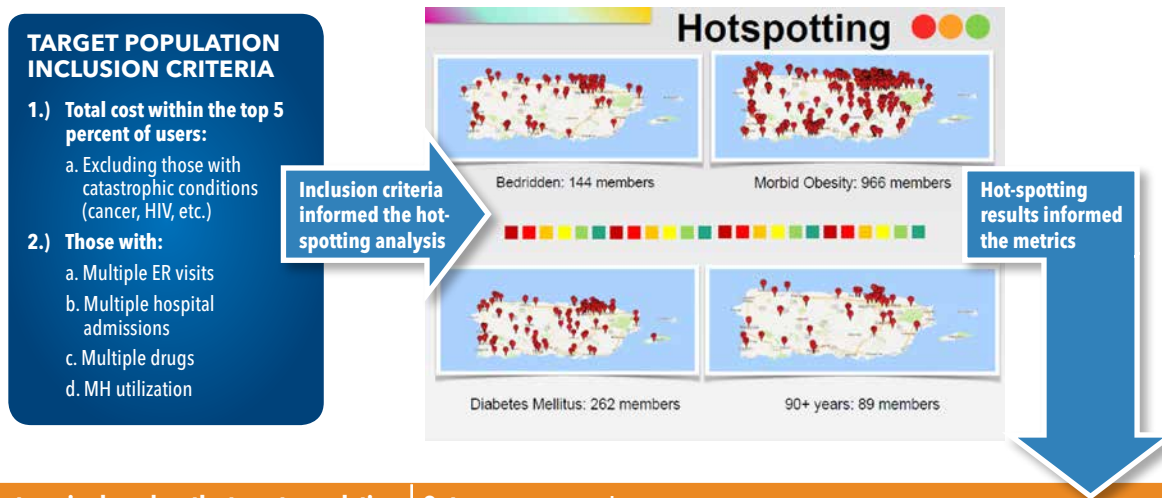 TARGET POPULATION
INCLUSION CRITERIA
1.) Total cost within the top 5
percent of users:
a. Excluding those with
catastrophic conditions
(cancer, HIV, etc.)
2.) Those with:
a. Multiple ER visits
b. Multiple hospital
admissions
c. Multiple drugs
d. MH utilization
Inclusion criteria
informed the hot-
spotting analysis
Hotspotting
Bedridden: 144 members
Morbid Obesity: 966 members
Diabetes Mellitus: 262 members
90+ years: 89 members
Hot-spotting
results informed
the metrics